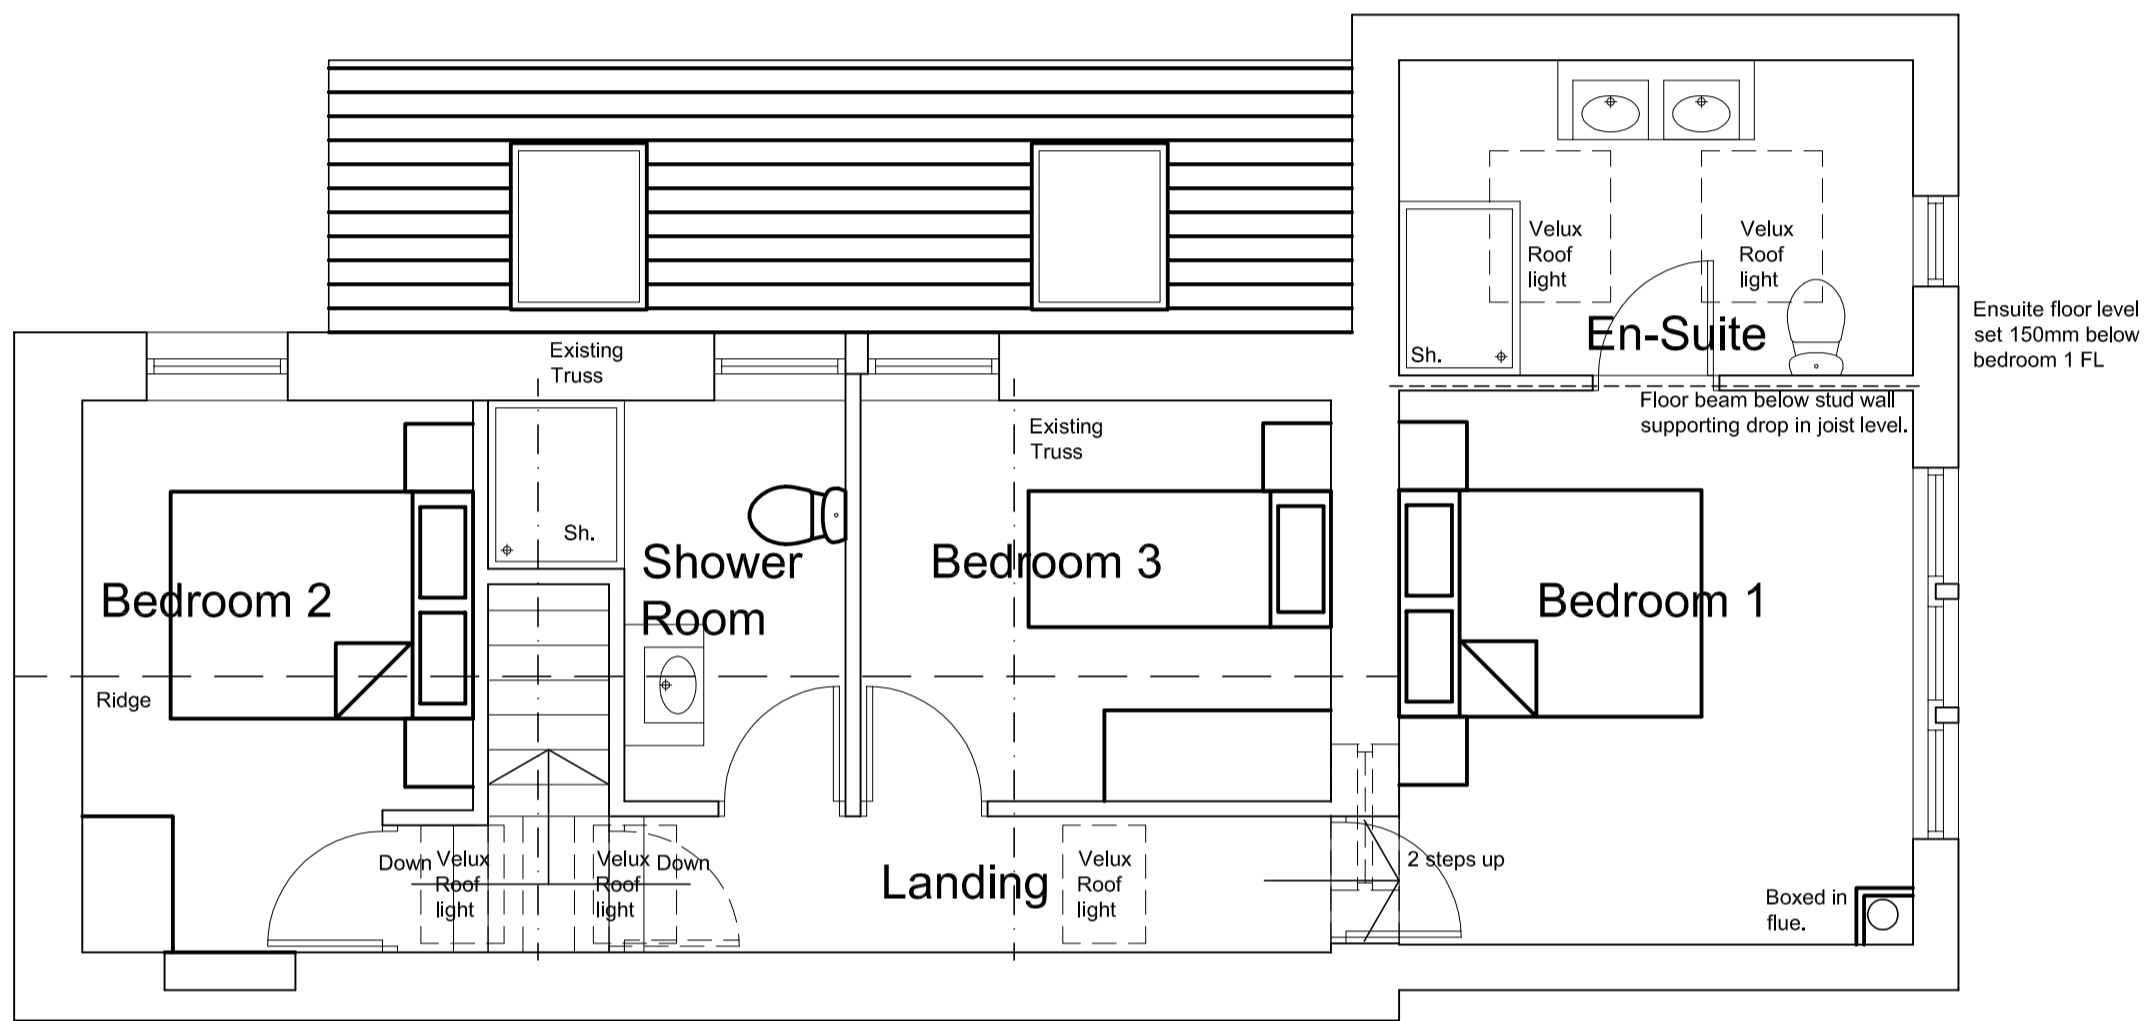 Velux
Roof
light
Velux
Roof
light
En-Suite
Sh.
Ensuite floor level
set 150mm below
bedroom 1 FL
Floor beam below stud wall
supporting drop in joist level.
Existing
Truss
Existing
Truss
Sh.
Shower
Room
Bedroom 2
Bedroom 3
Bedroom 1
Ridge
Down
Velux
Roof
light
Velux
Roof
light
Down
Landing
Velux
Roof
light
2 steps up
Boxed in
flue.